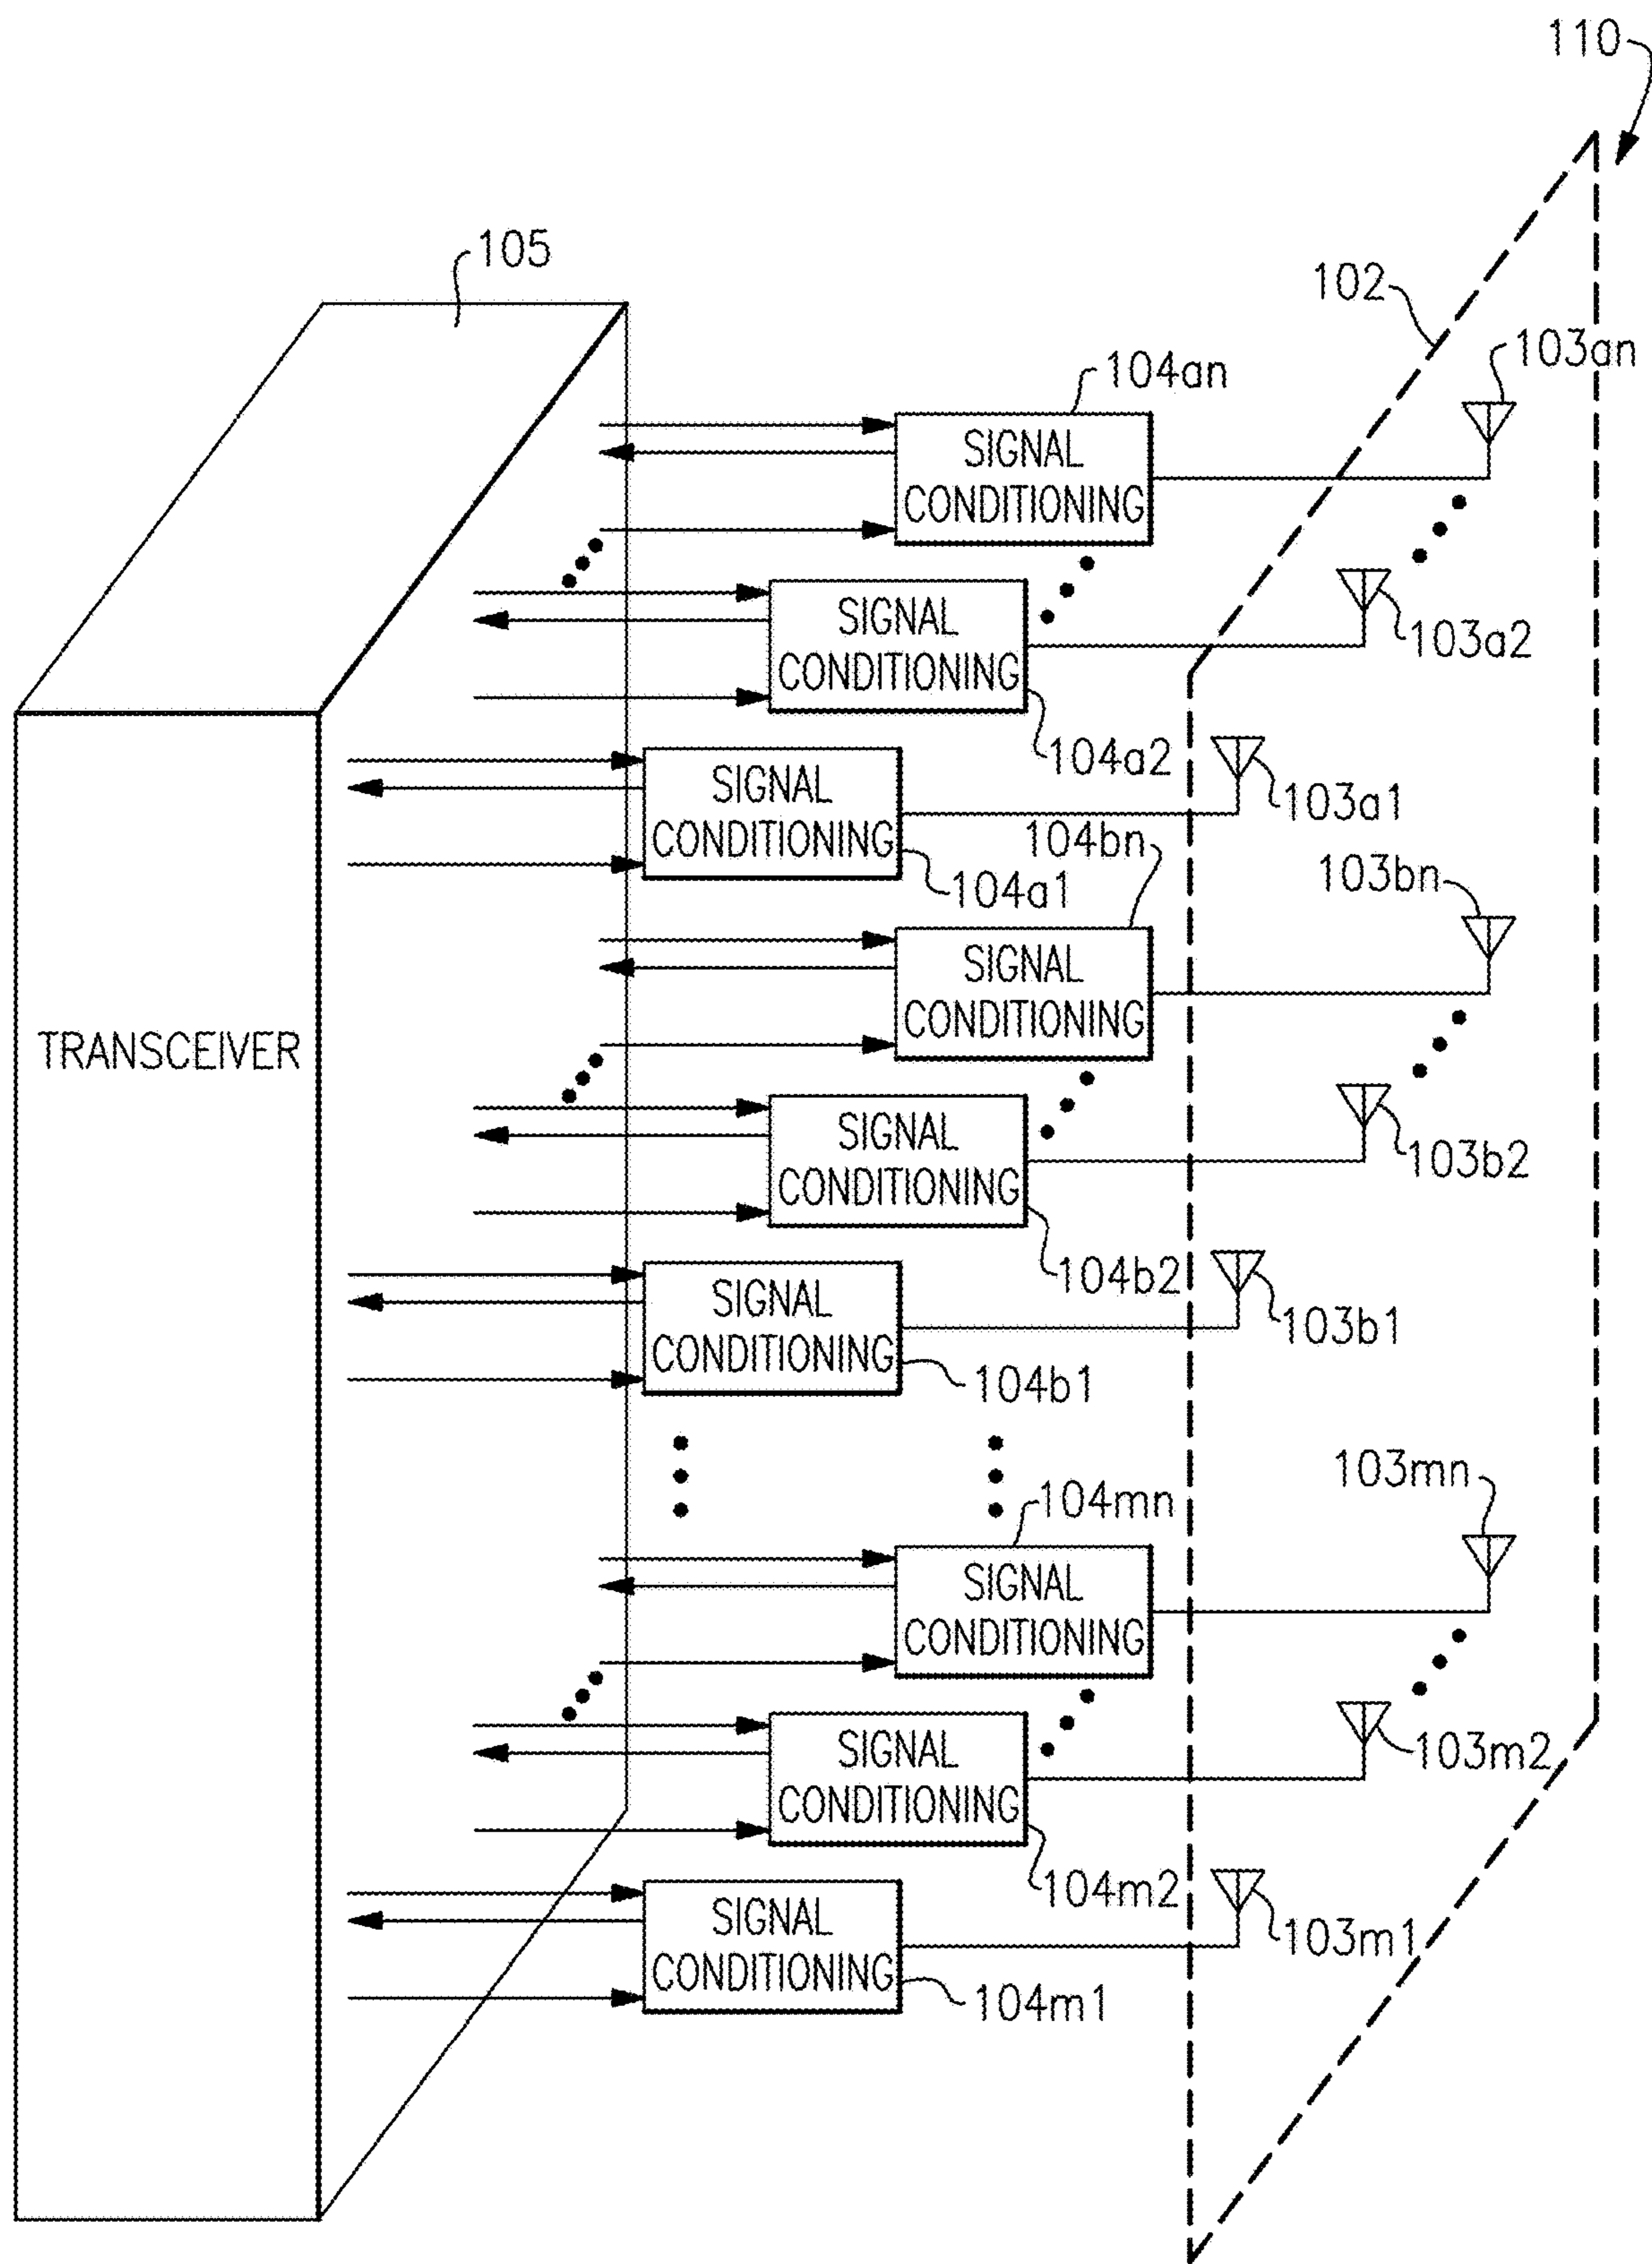 110
105
102
103an
104an
SIGNAL
CONDITIONING
SIGNAL
CONDITIONING
103a2
104a2
SIGNAL
CONDITIONING
103a1
104bn
104a1
103bn
SIGNAL
CONDITIONING
TRANSCEIVER
SIGNAL
CONDITIONING
103b2
104b2
SIGNAL
CONDITIONING
103b1
104b1
103mn
104mn
SIGNAL
CONDITIONING
SIGNAL
CONDITIONING
103m2
104m2
SIGNAL
CONDITIONING
103m1
104m1